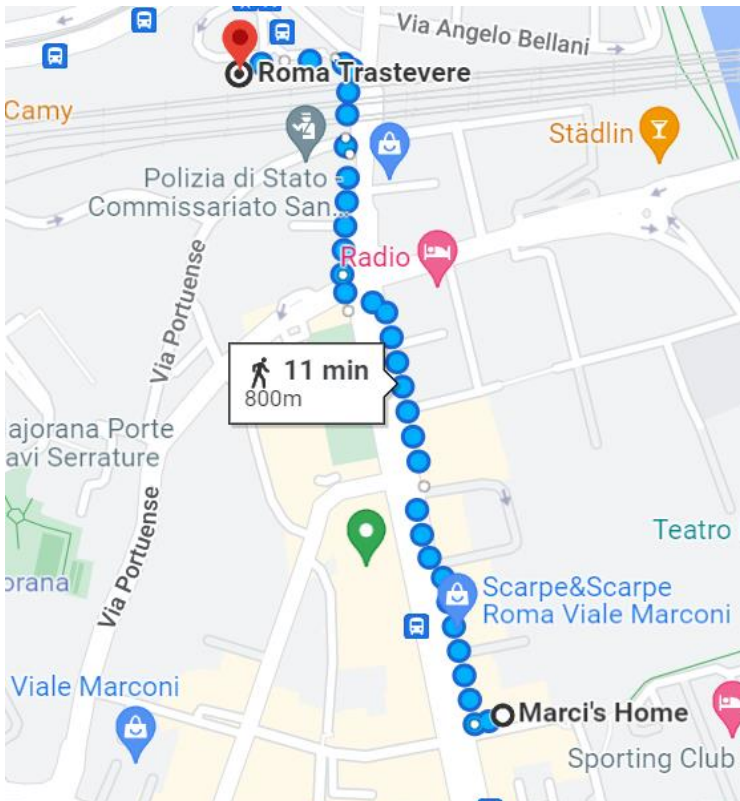 Via Angelo Bellani
Roma Trastevere
Camy
Städlin
Polizia di Stato -
Commissariato San...
Radio
Via Portuense
11 min
800m
ajorana Porte
avi Serrature
Via Portuense
Teatro
orana
Scarpe&Scarpe
Roma Viale Marconi
Viale Marconi
Marci's Home
Sporting Club